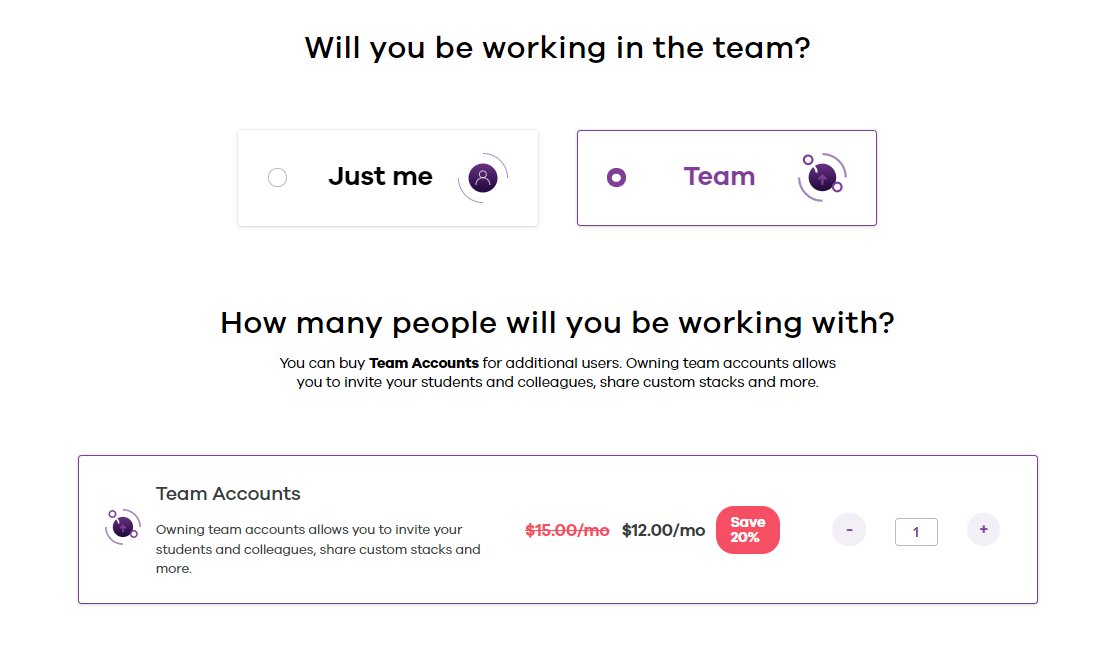 Will you be working in the team?
Just me
Team
How many people will you be working with?
You can buy Team Accounts for additional users. Owning team accounts allows
you to invite your students and colleagues, share custom stacks and more.
Team Accounts
Owning team accounts allows you to invite your
students and colleagues, share custom stacks and
more.
$15.00/mo $12.00/mo
Save
20%
- 1 +